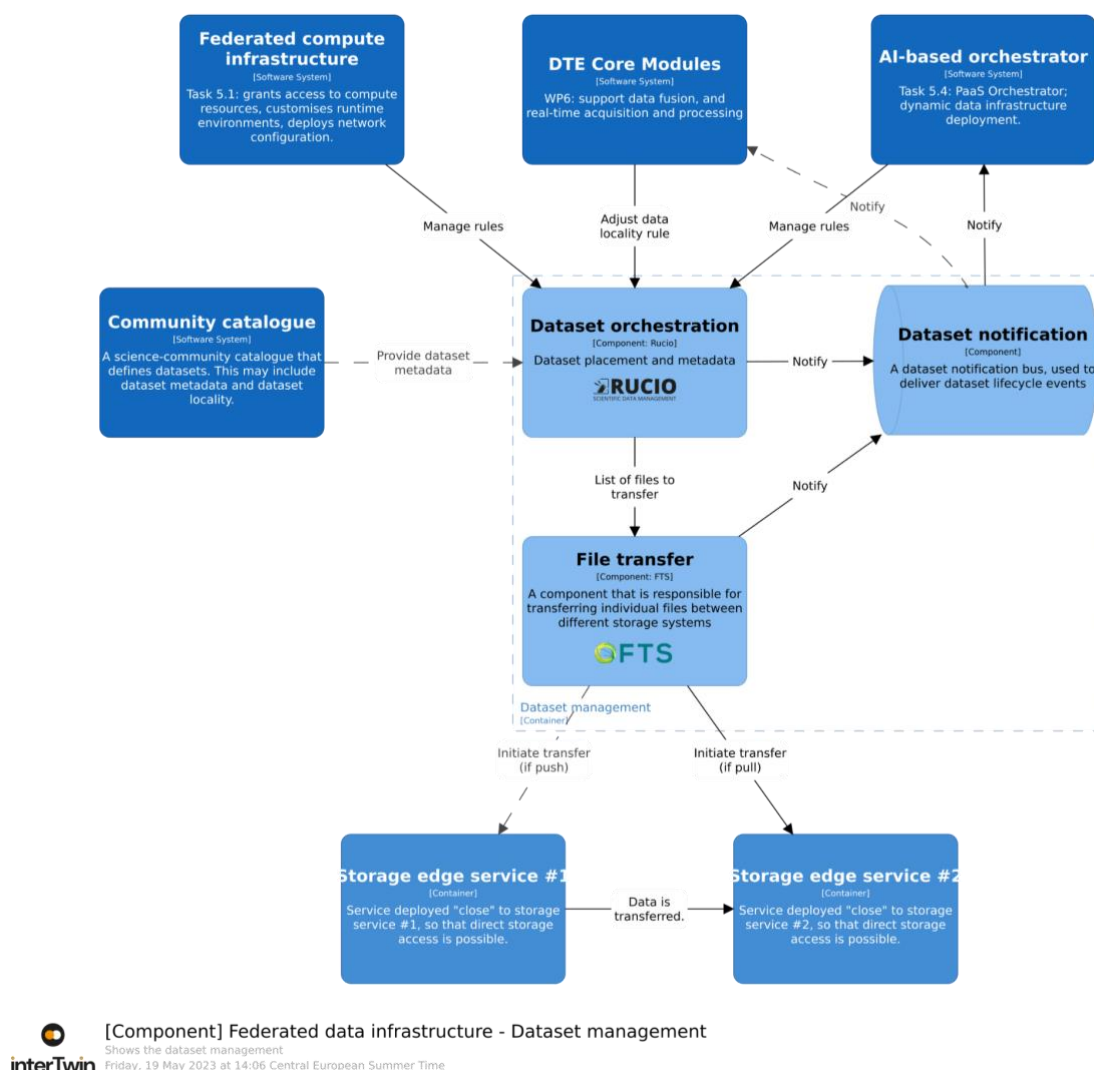 Federated compute
infrastructure
[Software System]
Task 5.1: grants access to compute
resources, customises runtime
environments, deploys network
configuration.
DTE Core Modules
[Software System]
WP6: support data fusion, and
real-time acquisition and processing
AI-based orchestrator
[Software System]
Task 5.4: PaaS Orchestrator;
dynamic data infrastructure
deployment.
Manage rules
Adjust data
locality rule
Manage rules
Notify
Notify
Community catalogue
[Software System]
A science-community catalogue that
defines datasets. This may include
dataset metadata and dataset
locality.
Provide dataset
metadata
Dataset orchestration
[Component: Rucio]
Dataset placement and metadata
RUCIO
SCIENTIFIC DATA MANAGEMENT
Notify
Dataset notification
[Component]
A dataset notification bus, used to
deliver dataset lifecycle events
List of files to
transfer
Notify
File transfer
[Component: FTS]
A component that is responsible for
transferring individual files between
different storage systems
FTS
Dataset management
[Container]
Initiate transfer
(if push)
Initiate transfer
(if pull)
Storage edge service #1
[Container]
Service deployed "close" to storage
service #1, so that direct storage
access is possible.
Data is
transferred.
Storage edge service #2
[Container]
Service deployed "close" to storage
service #2, so that direct storage
access is possible.
interTwin
[Component] Federated data infrastructure - Dataset management
Shows the dataset management
Friday, 19 May 2023 at 14:06 Central European Summer Time